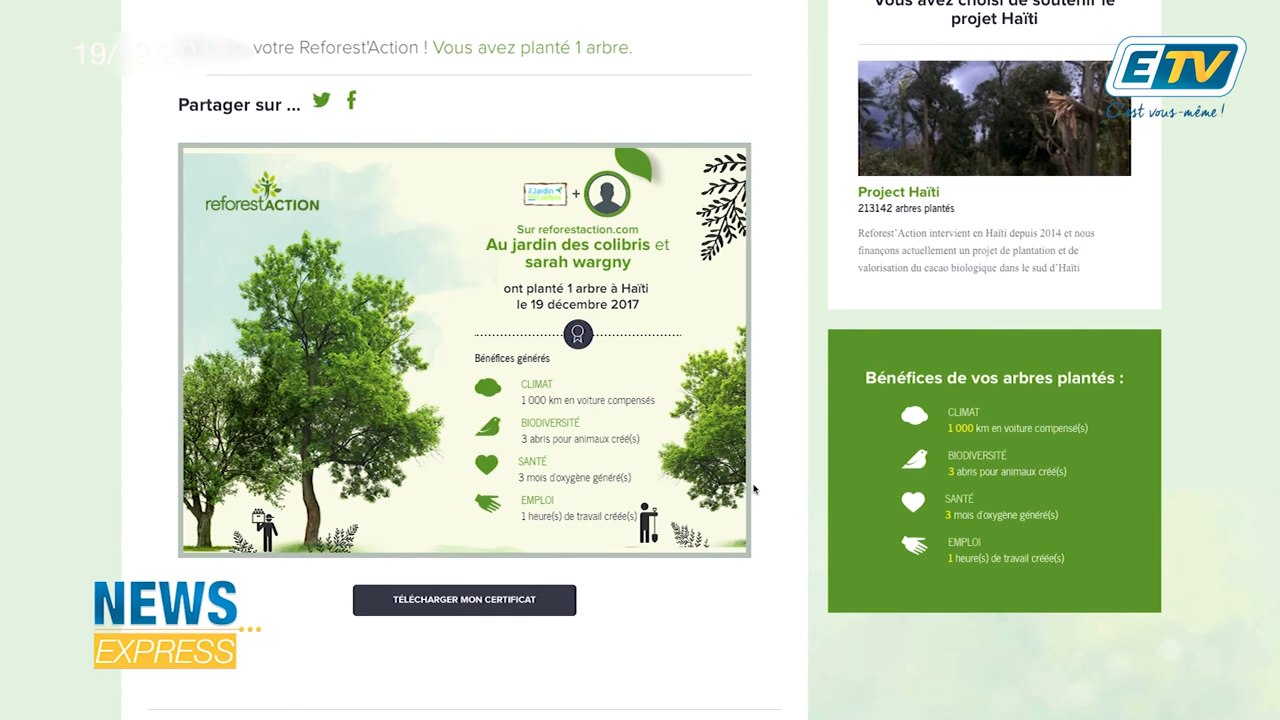 Vous avez choisi de soutenir le
projet Haïti
votre Reforest'Action ! Vous avez planté 1 arbre.
Partager sur ...
ETV
C'est vous-même !
reforestACTION
+
Sur reforestaction.com
Au jardin des colibris et
sarah wargny
ont planté 1 arbre à Haïti
le 19 décembre 2017
Bénéfices générés
CLIMAT
1 000 km en voiture compensés
BIODIVERSITÉ
3 abris pour animaux créé(s)
SANTÉ
3 mois d'oxygène généré(s)
EMPLOI
1 heure(s) de travail créée(s)
TÉLÉCHARGER MON CERTIFICAT
Project Haïti
213142 arbres plantés
Reforest'Action intervient en Haïti depuis 2014 et nous
finançons actuellement un projet de plantation et de
valorisation du cacao biologique dans le sud d'Haïti
Bénéfices de vos arbres plantés :
CLIMAT
1 000 km en voiture compensé(s)
BIODIVERSITÉ
3 abris pour animaux créé(s)
SANTÉ
3 mois d'oxygène généré(s)
EMPLOI
1 heure(s) de travail créée(s)
NEWS...
EXPRESS